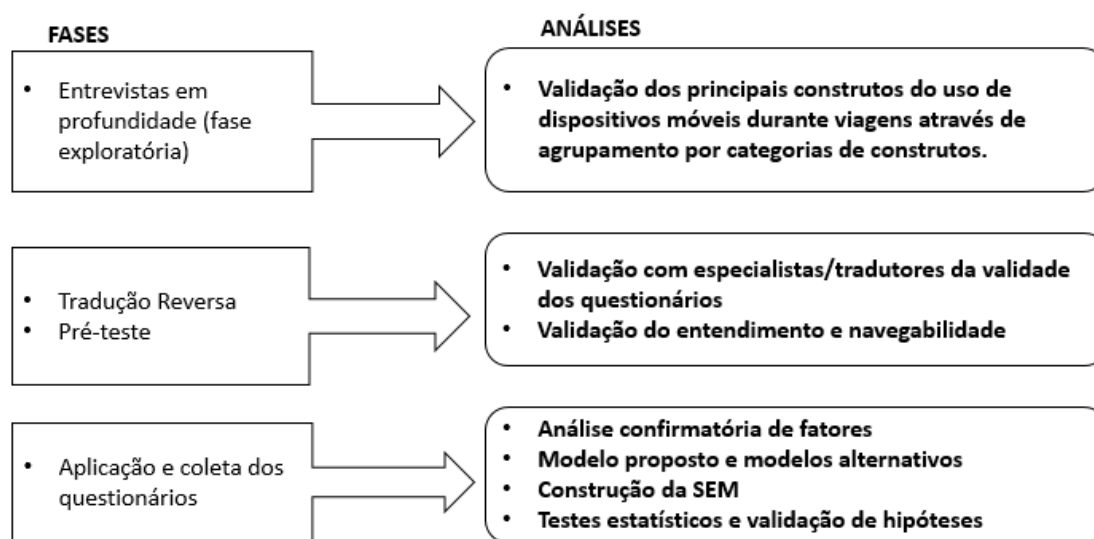 FASES
ANÁLISES
• Entrevistas em
profundidade (fase
exploratória)
• Validação dos principais construtos do uso de
dispositivos móveis durante viagens através de
agrupamento por categorias de construtos.
• Tradução Reversa
• Pré-teste
• Validação com especialistas/tradutores da validade
dos questionários
• Validação do entendimento e navegabilidade
• Aplicação e coleta dos
questionários
• Análise confirmatória de fatores
• Modelo proposto e modelos alternativos
• Construção da SEM
• Testes estatísticos e validação de hipóteses